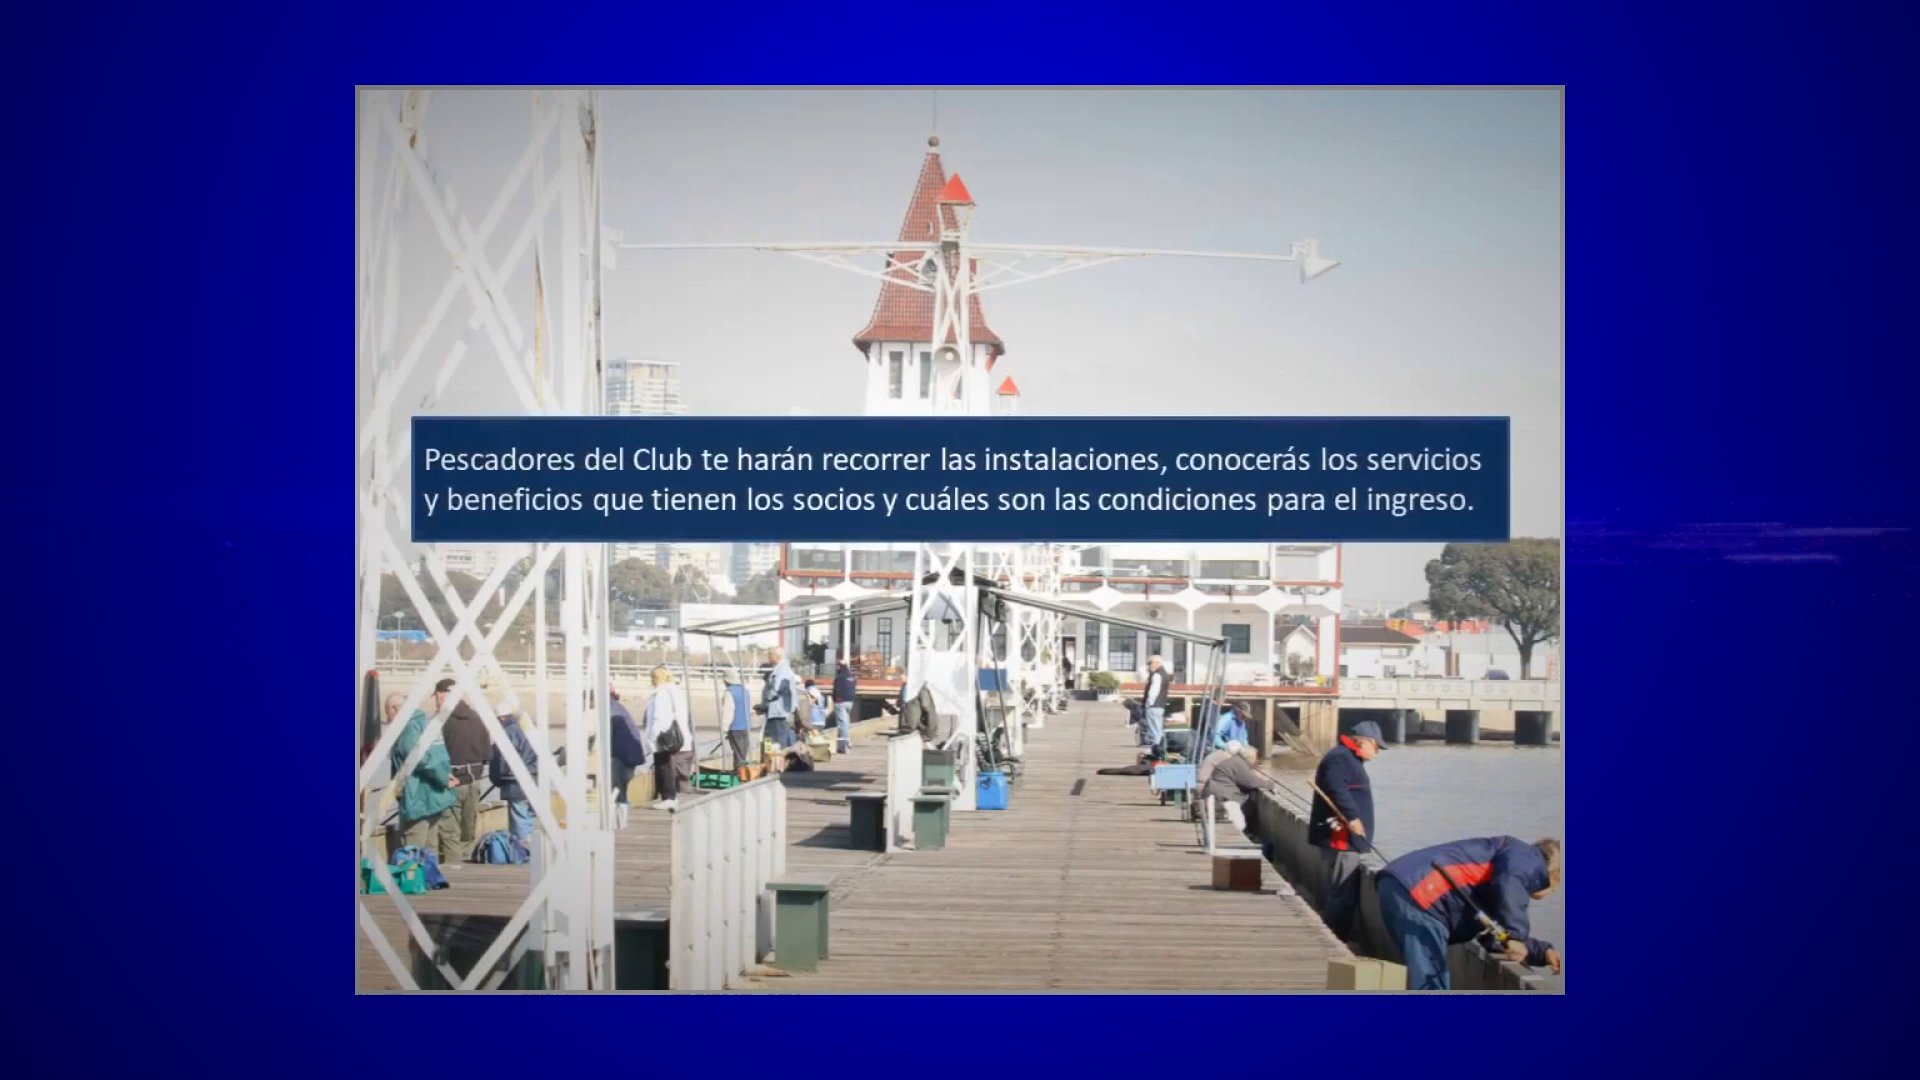 Pescadores del Club te harán recorrer las instalaciones, conocerás los servicios
y beneficios que tienen los socios y cuáles son las condiciones para el ingreso.